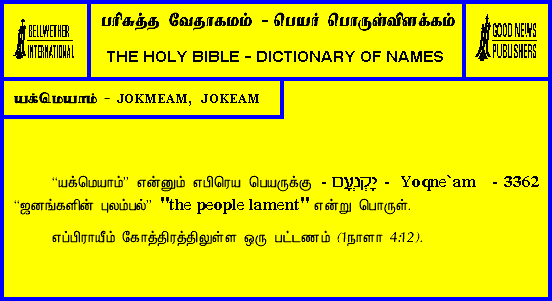 BELLWETHER
INTERNATIONAL
பரிசுத்த வேதாகமம் - பெயர் பொருள்விளக்கம்
THE HOLY BIBLE - DICTIONARY OF NAMES
GOOD NEWS
PUBLISHERS
யக்மெயாம் - JOKMEAM, JOKEAM
“யக்மெயாம்” என்னும் எபிரெய பெயருக்கு - יָקְנְעָם - Yoqne`am - 3362
“ஜனங்களின் புலம்பல்” "the people lament" என்று பொருள்.
எப்பிராயீம் கோத்திரத்திலுள்ள ஒரு பட்டணம் (1நாளா 4:12).